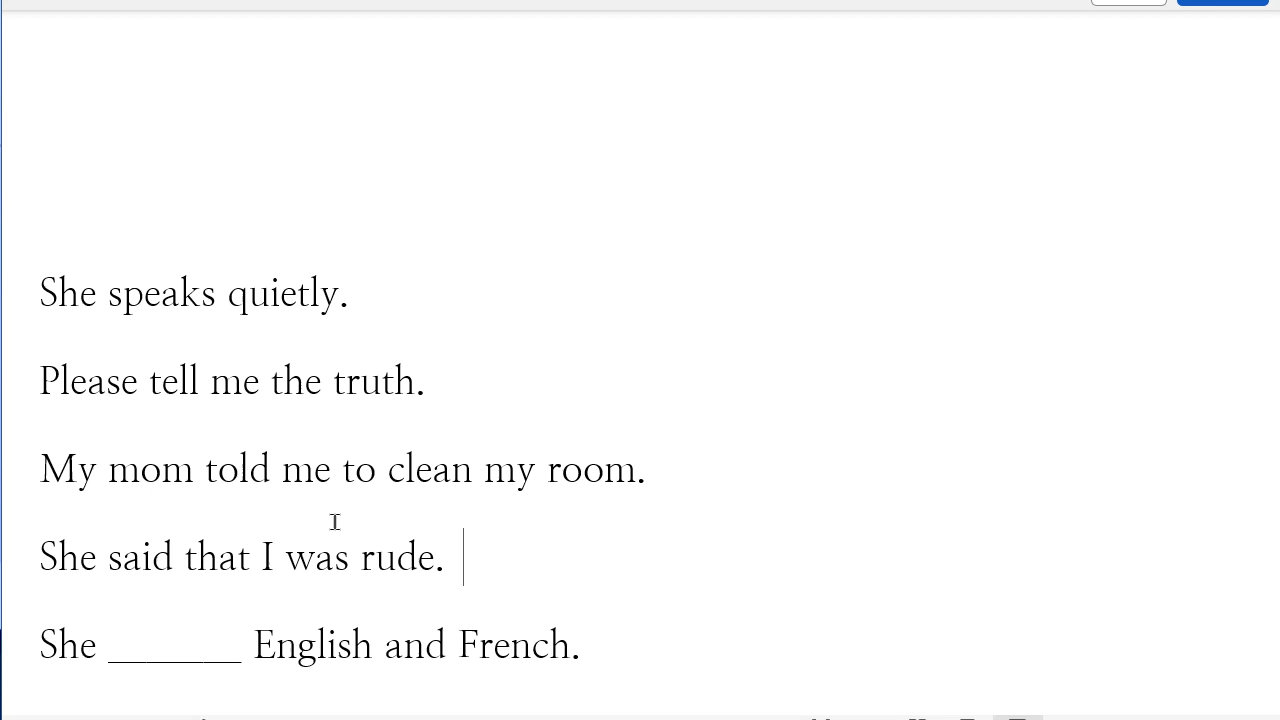 She speaks quietly.
Please tell me the truth.
My mom told me to clean my room.
She said that I was rude.
She _______ English and French.